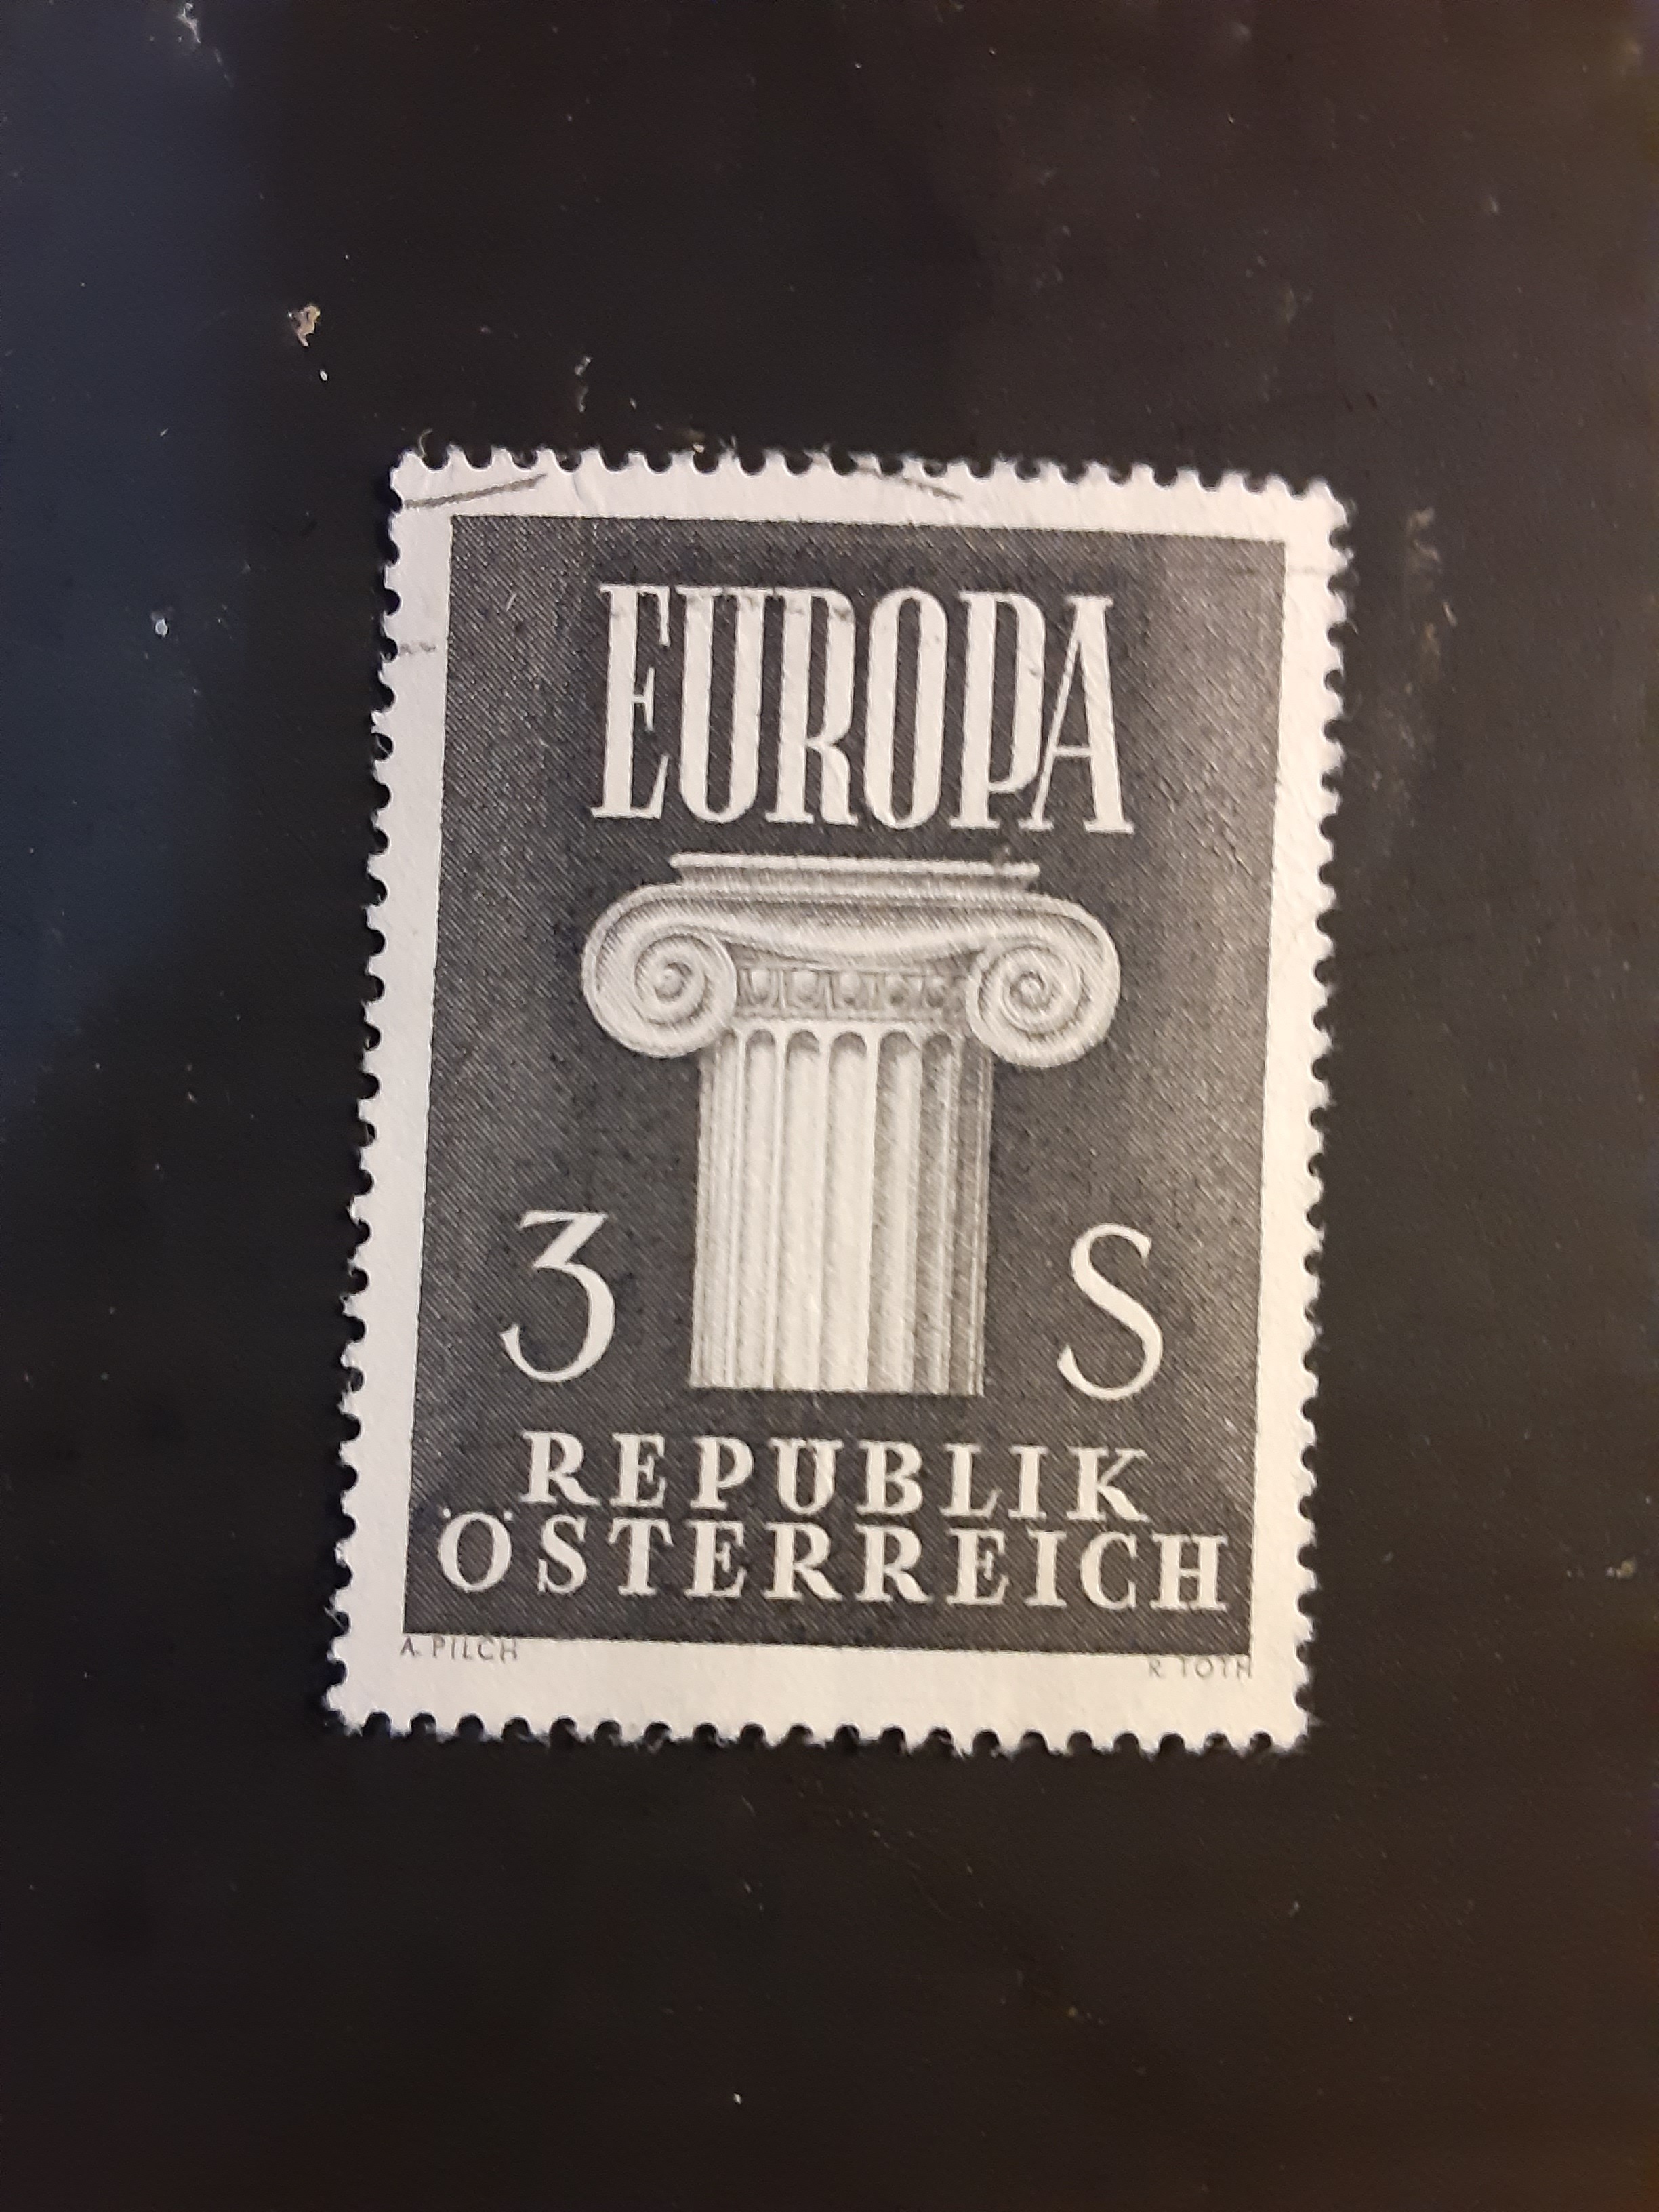 EUROPA
3 S
REPUBLIK
ÖSTERREICH
A. PILCH R. TOTH